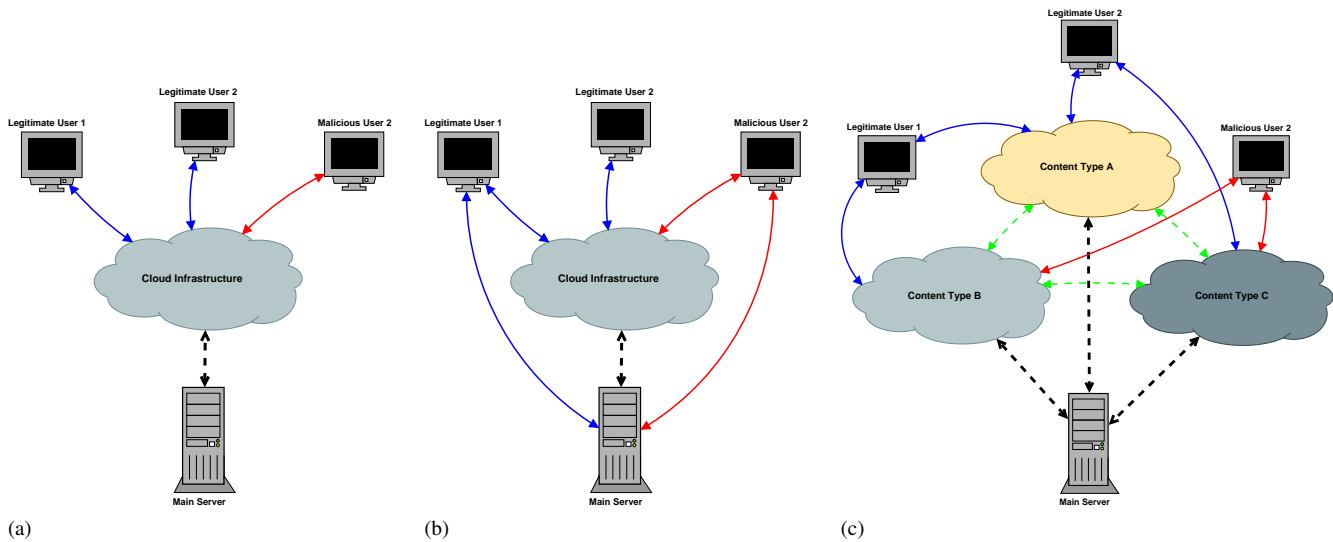 Legitimate User 2
Legitimate User 1
Malicious User 2
Cloud Infrastructure
Main Server
(a)
Legitimate User 2
Legitimate User 1
Malicious User 2
Cloud Infrastructure
Main Server
(b)
Legitimate User 2
Legitimate User 1
Malicious User 2
Content Type A
Content Type B
Content Type C
Main Server
(c)